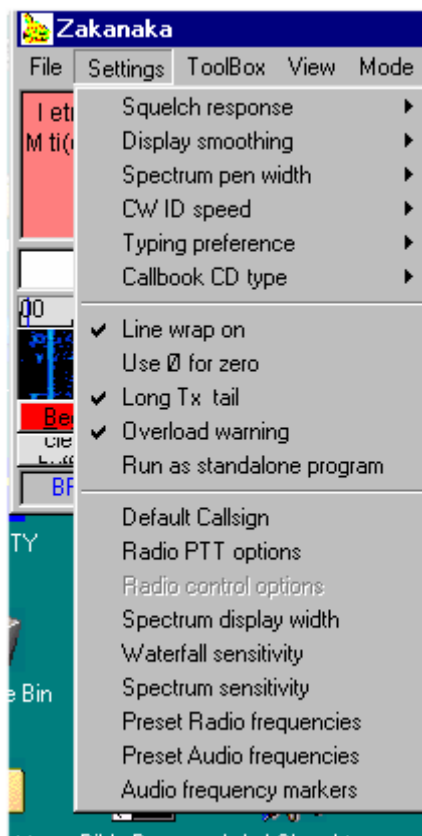 Zakanaka
File Settings ToolBox View Mode
Squelch response
Display smoothing
Spectrum pen width
CW ID speed
Typing preference
Callbook CD type
Line wrap on
Use Ø for zero
Long Tx tail
Overload warning
Run as standalone program
Default Callsign
Radio PTT options
Radio control options
Spectrum display width
Waterfall sensitivity
Spectrum sensitivity
Preset Radio frequencies
Preset Audio frequencies
Audio frequency markers
TY
e Bin